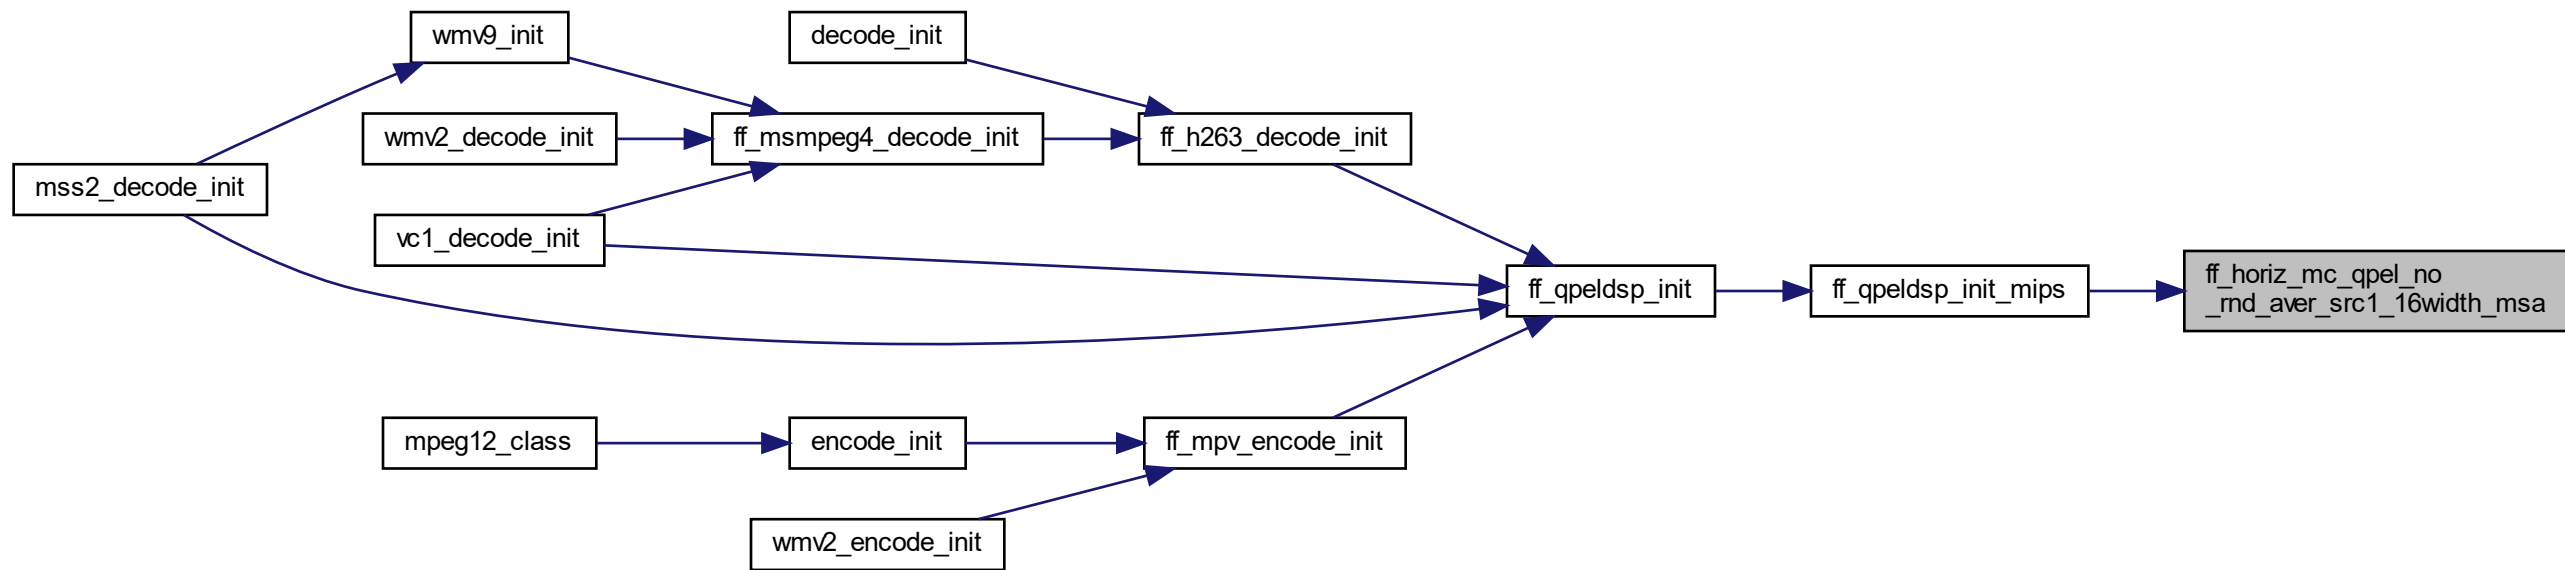 wmv9_init
decode_init
wmv2_decode_init
ff_msmpeg4_decode_init
ff_h263_decode_init
mss2_decode_init
vc1_decode_init
ff_qpeldsp_init
ff_qpeldsp_init_mips
ff_horiz_mc_qpel_no
_rnd_aver_src1_16width_msa
mpeg12_class
encode_init
ff_mpv_encode_init
wmv2_encode_init